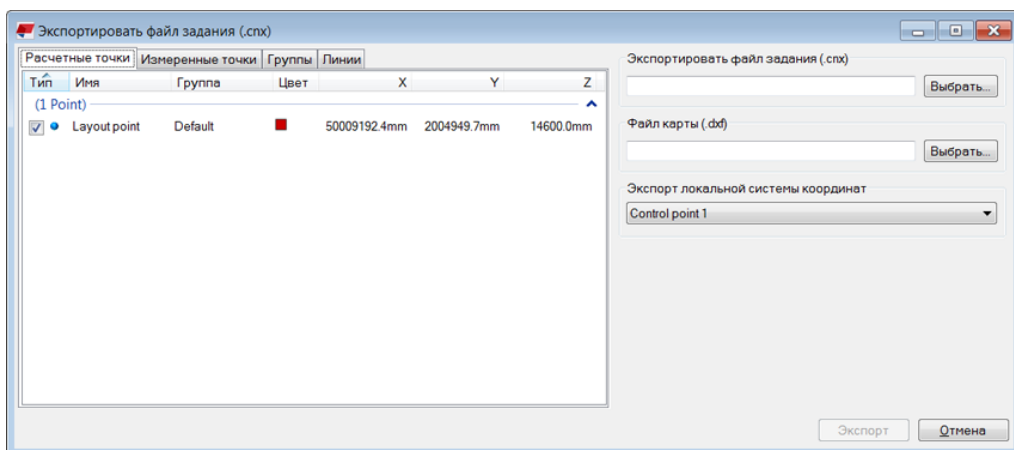 Экспортировать файл задания (.cnx)
Расчетные точки Измеренные точки Группы Линии
Тип Имя Группа Цвет X Y Z
(1 Point)
Layout point Default 50009192.4mm 2004949.7mm 14600.0mm
Экспортировать файл задания (.cnx)
Выбрать...
Файл карты (.dxf)
Выбрать...
Экспорт локальной системы координат
Control point 1
Экспорт Отмена